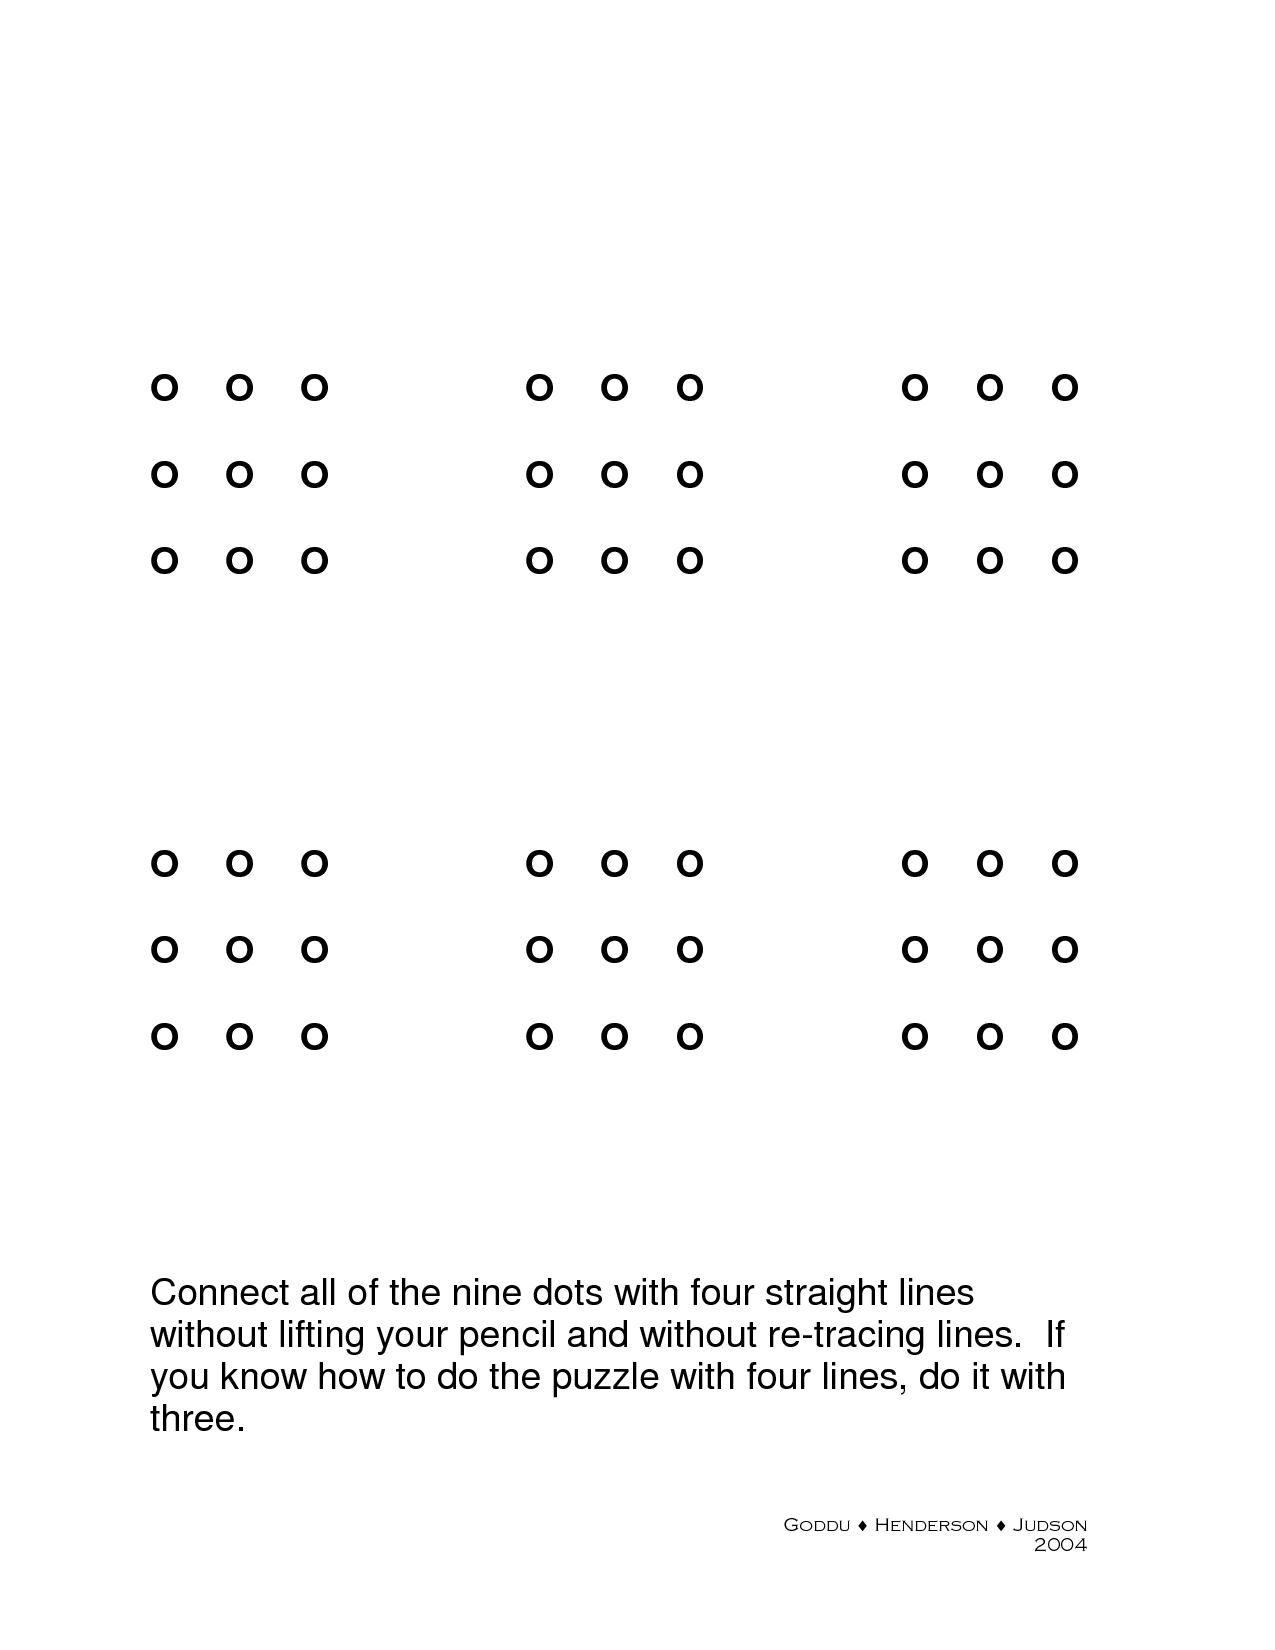 o o o o o o o o o
o o o o o o o o o
o o o o o o o o o
o o o o o o o o o
o o o o o o o o o
o o o o o o o o o
Connect all of the nine dots with four straight lines
without lifting your pencil and without re-tracing lines.  If
you know how to do the puzzle with four lines, do it with
three.
GODDU ♦ HENDERSON ♦ JUDSON
2004